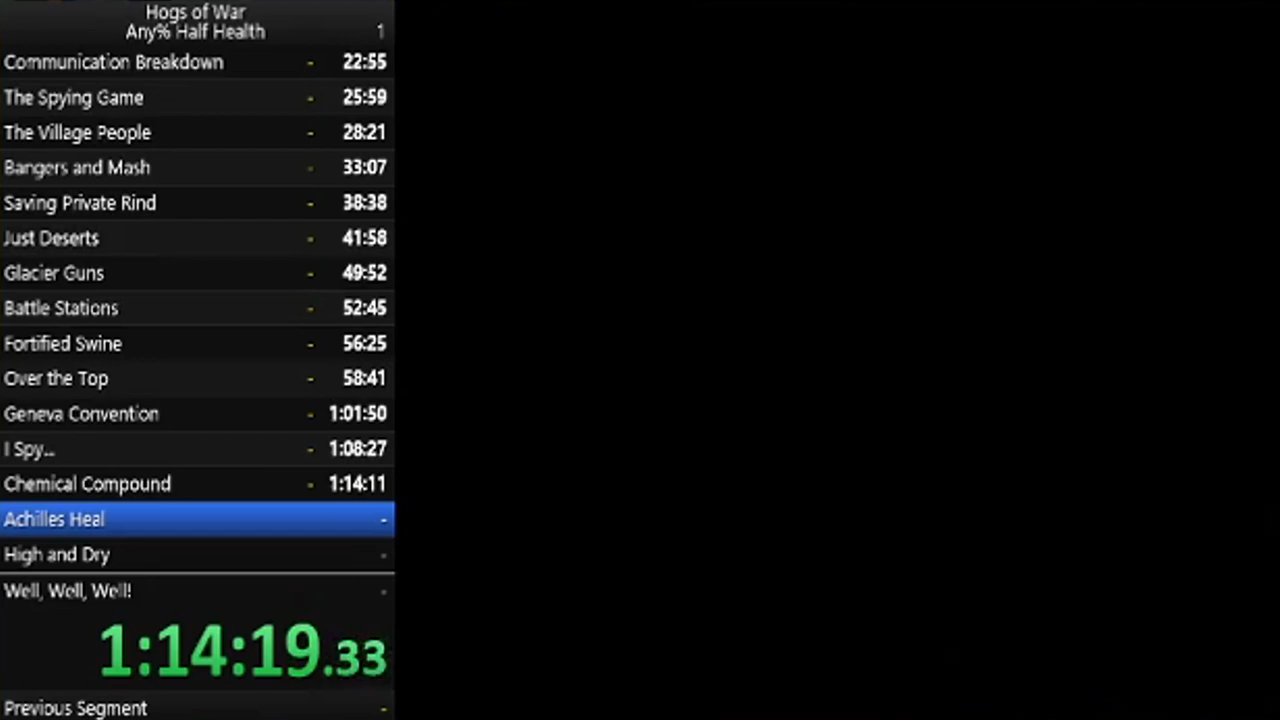 Hogs of War
Any% Half Health 1
Communication Breakdown - 22:55
The Spying Game - 25:59
The Village People - 28:21
Bangers and Mash - 33:07
Saving Private Rind - 38:38
Just Deserts - 41:58
Glacier Guns - 49:52
Battle Stations - 52:45
Fortified Swine - 56:25
Over the Top - 58:41
Geneva Convention - 1:01:50
I Spy... - 1:08:27
Chemical Compound - 1:14:11
Achilles Heal -
High and Dry -
Well, Well, Well! -
1:14:19.33
Previous Segment -